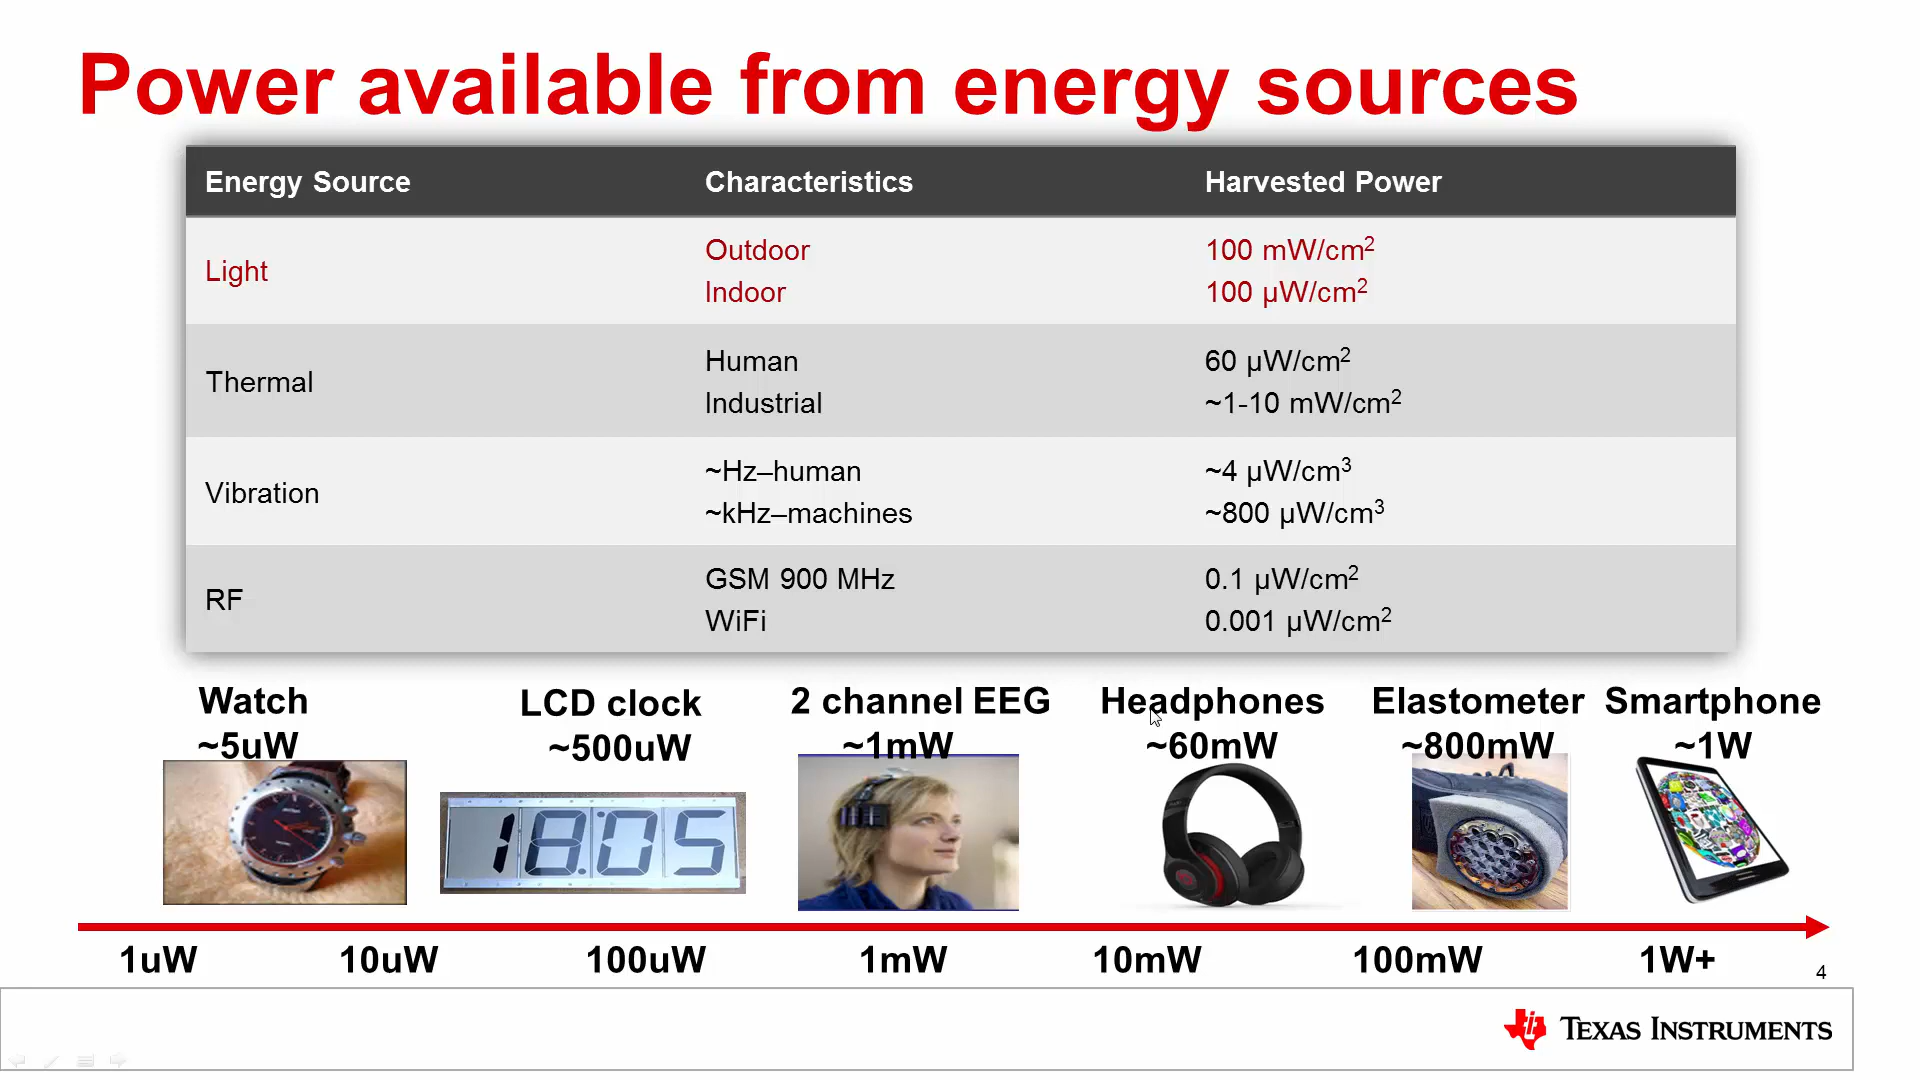 Power available from energy sources
Energy Source Characteristics Harvested Power
Light
Outdoor 100 mW/cm²
Indoor 100 µW/cm²
Thermal
Human 60 µW/cm²
Industrial ~1-10 mW/cm²
Vibration
~Hz–human ~4 µW/cm³
~kHz–machines ~800 µW/cm³
RF
GSM 900 MHz 0.1 µW/cm²
WiFi 0.001 µW/cm²
Watch LCD clock 2 channel EEG Headphones Elastometer Smartphone
~5uW ~500uW ~1mW ~60mW ~800mW ~1W
18:05
1uW 10uW 100uW 1mW 10mW 100mW 1W+
4
TEXAS INSTRUMENTS